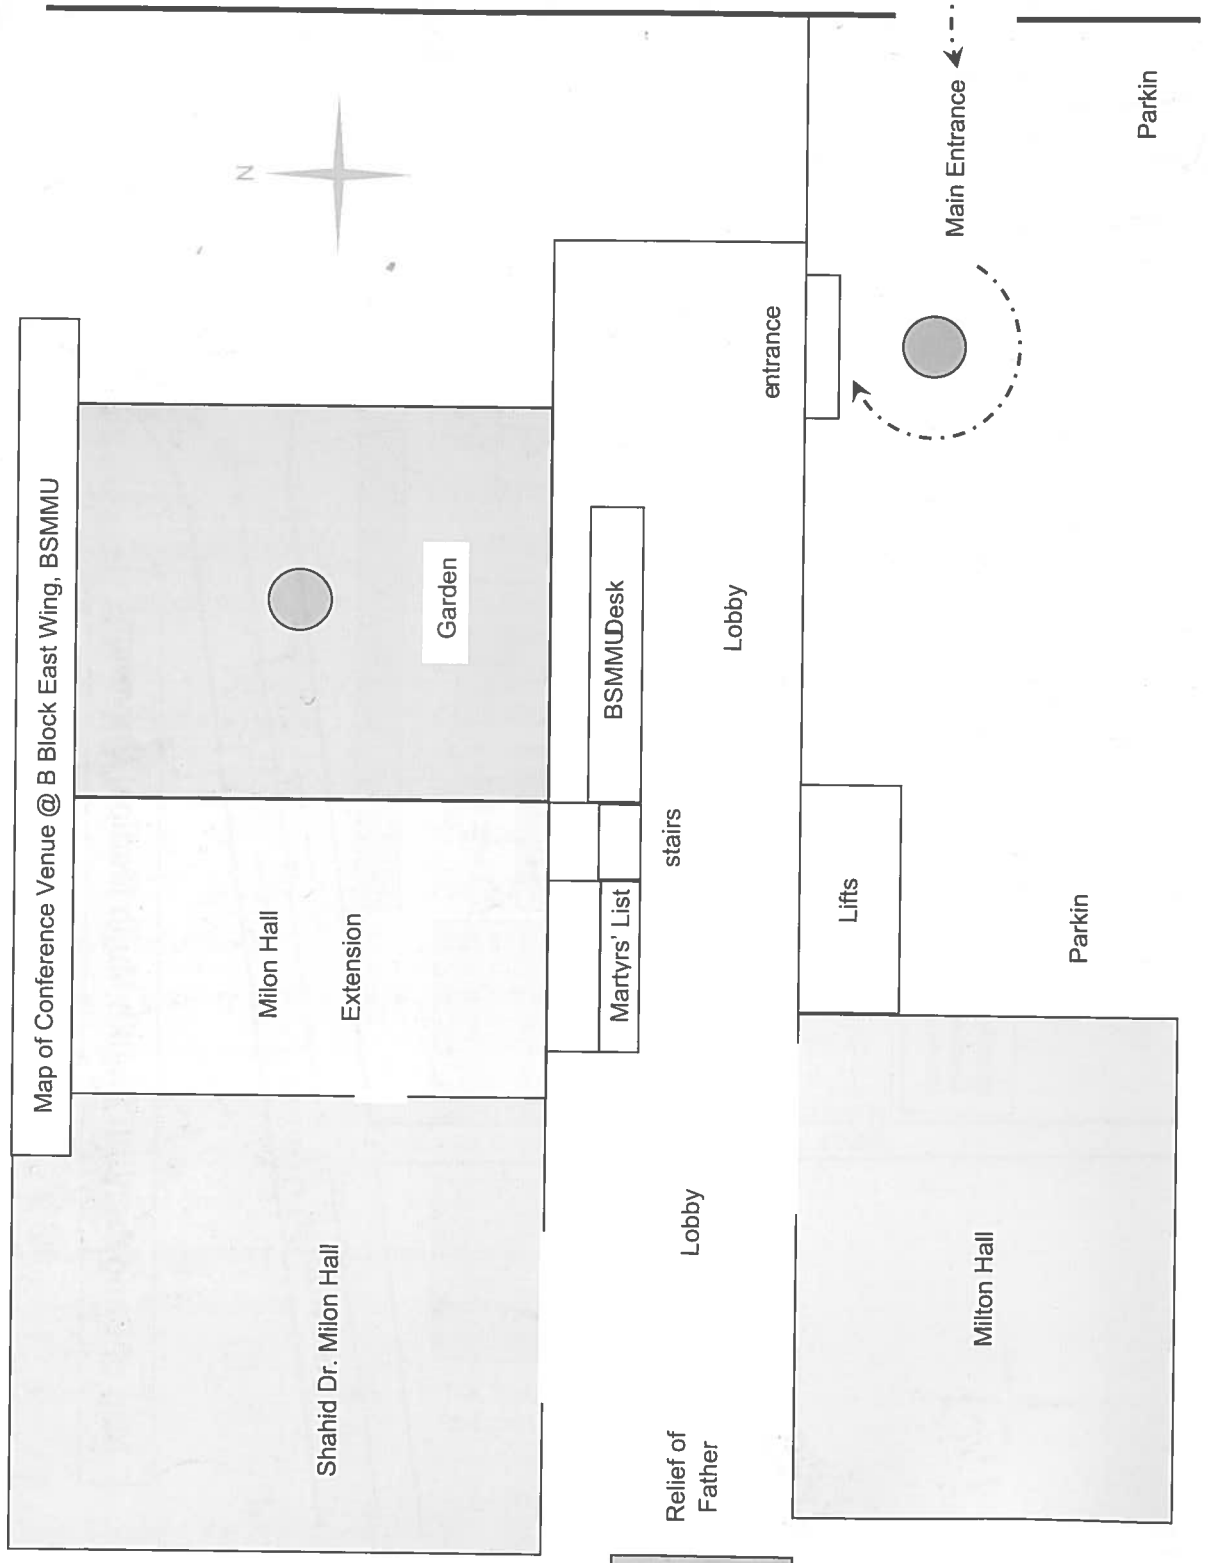 Map of Conference Venue @ B Block East Wing, BSMMU
N
Shahid Dr. Milon Hall
Milon Hall
Extension
Garden
Martyrs' List
BSMMUDesk
stairs
Relief of
Father
Lobby
Lobby
entrance
Lifts
Milton Hall
Main Entrance
Parkin
Parkin